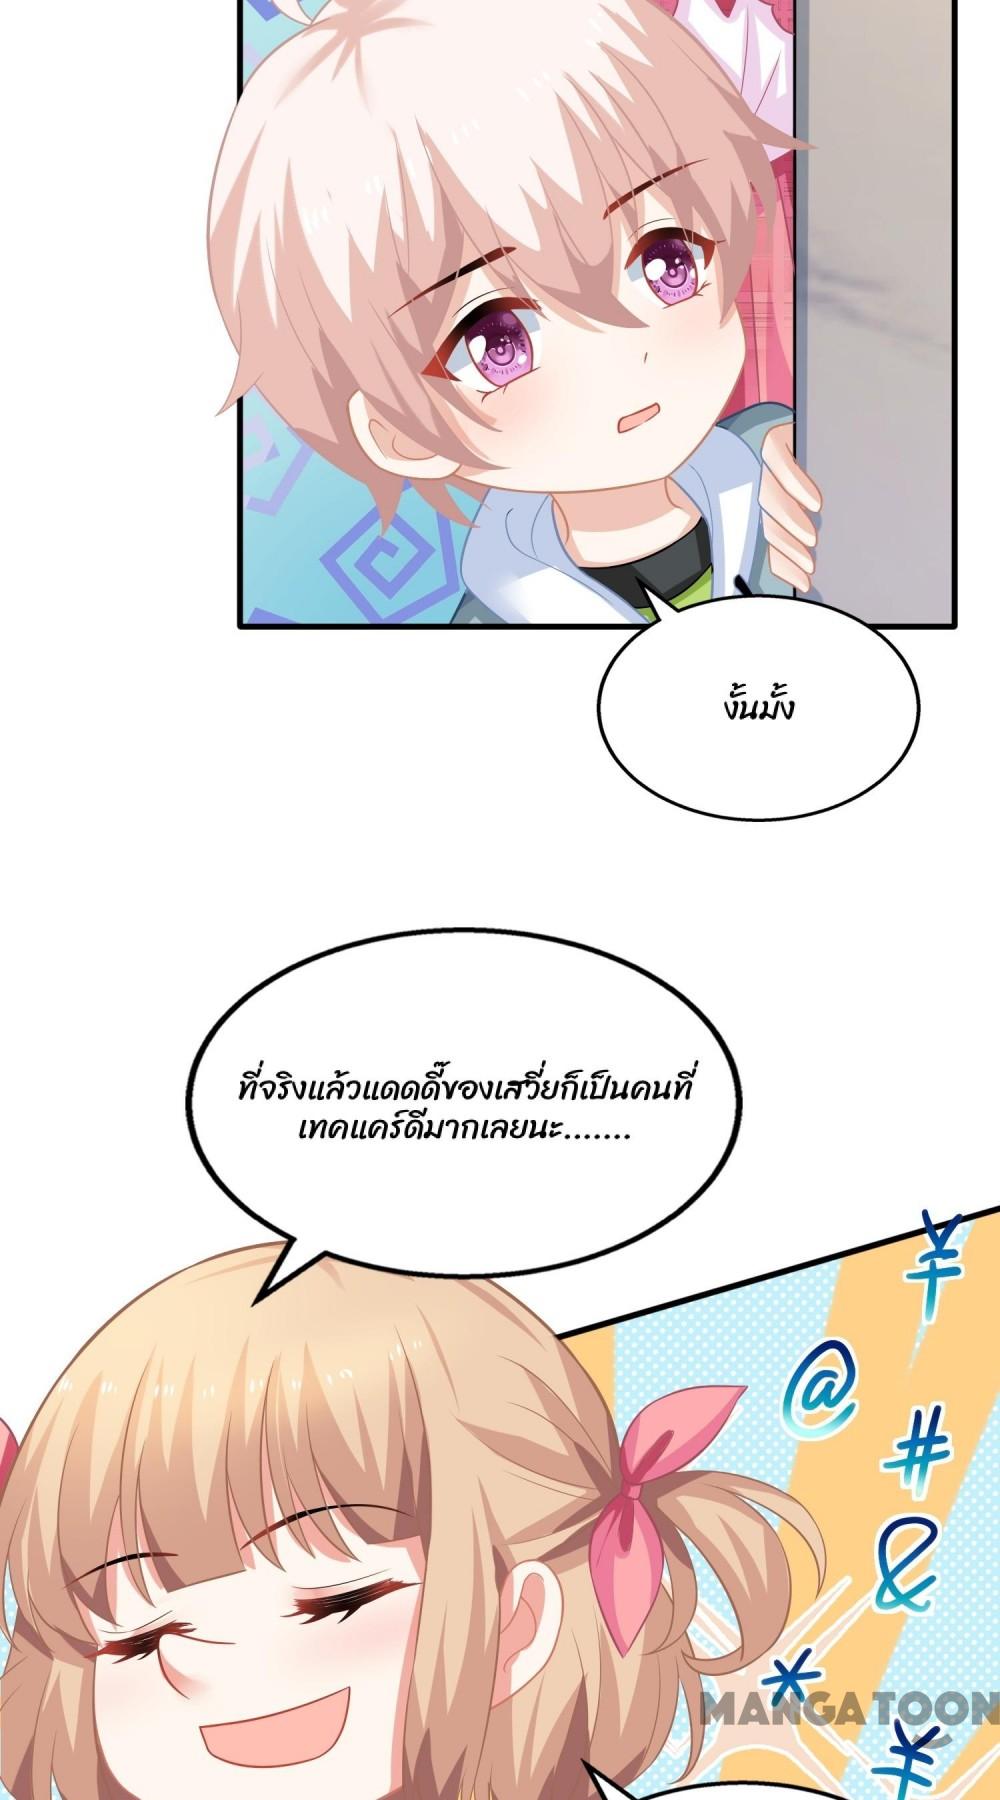 งั้นมั้ง
ที่จริงแล้วแดดดี๊ของเสวี่ยก็เป็นคนที่
เทคแคร์ดีมากเลยนะ.......
¥
@
#
&
*
¥
MANGATOON